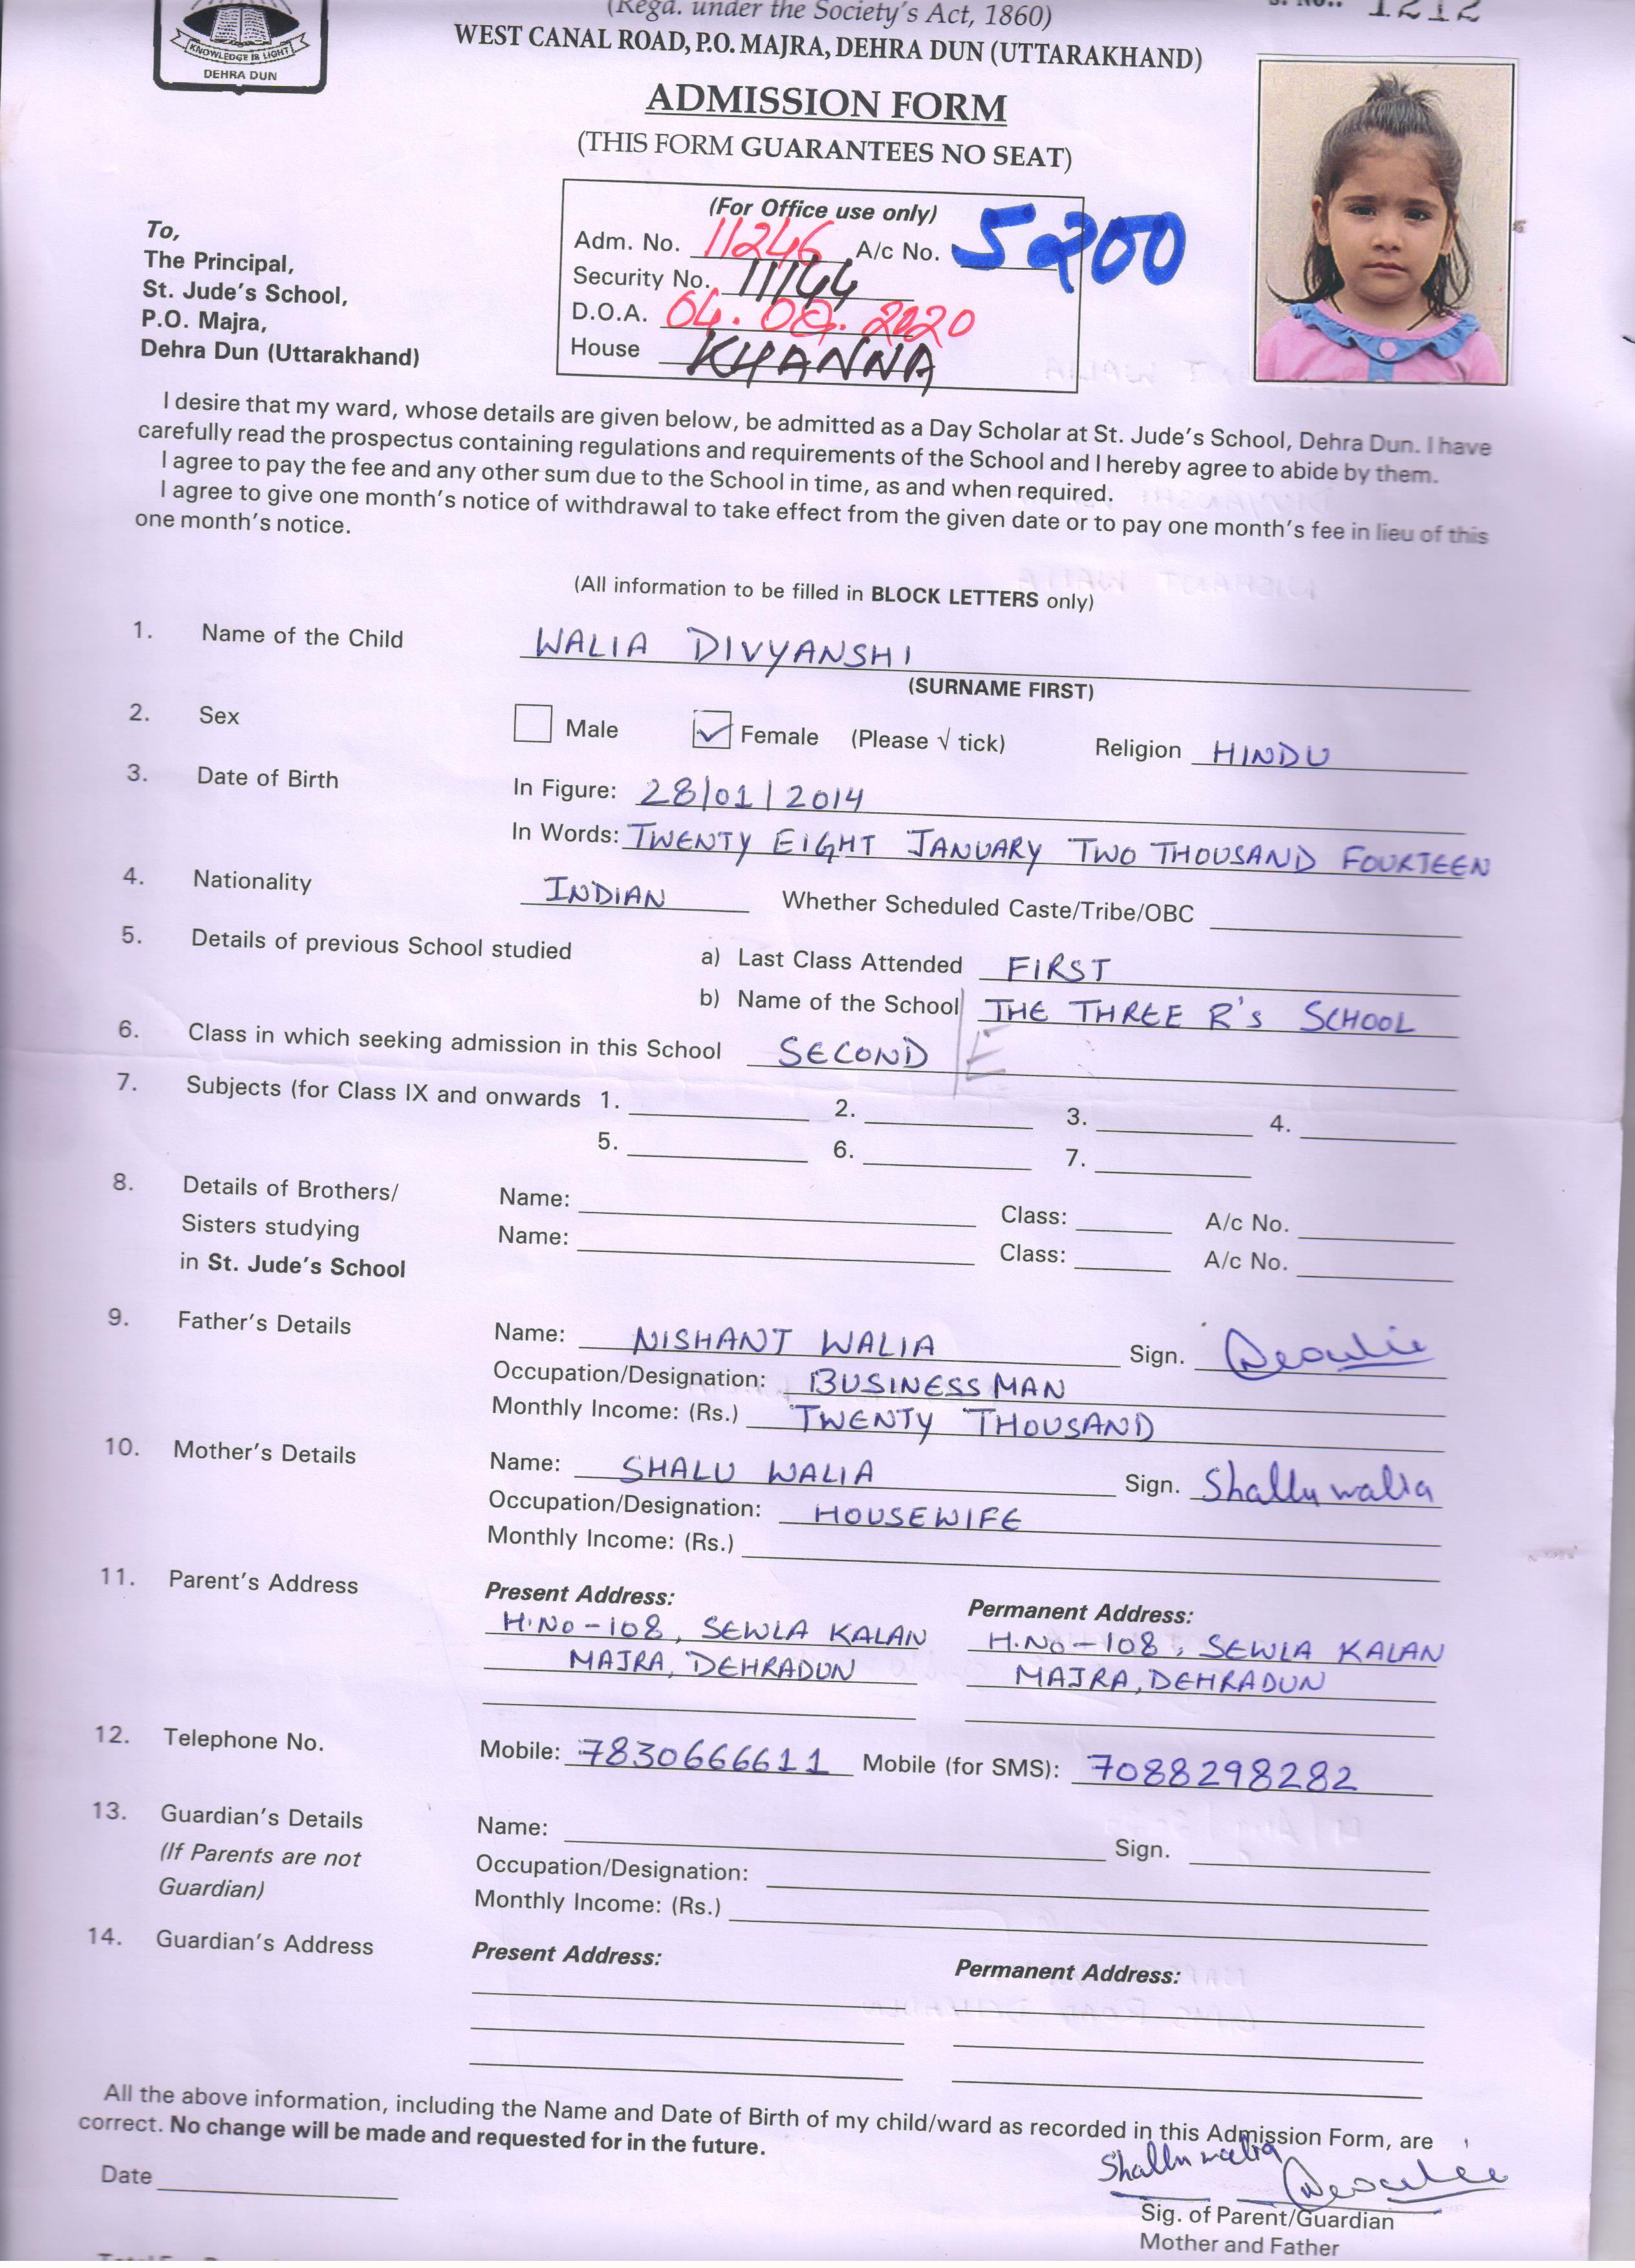 (Regd. under the Society's Act, 1860)
S. No.. 1212
WEST CANAL ROAD, P.O. MAJRA, DEHRA DUN (UTTARAKHAND)
KNOWLEDGE IS LIGHT
DEHRA DUN
ADMISSION FORM
(THIS FORM GUARANTEES NO SEAT)
To,
The Principal,
St. Jude's School,
P.O. Majra,
Dehra Dun (Uttarakhand)
(For Office use only)
Adm. No. 11246 A/c No. 5200
Security No. 11144
D.O.A. 04. 08. 2020
House KHANNA
I desire that my ward, whose details are given below, be admitted as a Day Scholar at St. Jude's School, Dehra Dun. I have
carefully read the prospectus containing regulations and requirements of the School and I hereby agree to abide by them.
I agree to pay the fee and any other sum due to the School in time, as and when required.
I agree to give one month's notice of withdrawal to take effect from the given date or to pay one month's fee in lieu of this
one month's notice.
(All information to be filled in BLOCK LETTERS only)
1. Name of the Child WALIA DIVYANSHI
(SURNAME FIRST)
2. Sex Male Female (Please √ tick) Religion HINDU
3. Date of Birth In Figure: 28/01/2014
In Words: TWENTY EIGHT JANUARY TWO THOUSAND FOURTEEN
4. Nationality INDIAN Whether Scheduled Caste/Tribe/OBC
5. Details of previous School studied a) Last Class Attended FIRST
b) Name of the School THE THREE R's SCHOOL
6. Class in which seeking admission in this School SECOND E
7. Subjects (for Class IX and onwards 1. 2. 3. 4.
5. 6. 7.
8. Details of Brothers/ Name: Class: A/c No.
Sisters studying Name: Class: A/c No.
in St. Jude's School
9. Father's Details Name: NISHANT WALIA Sign.
Occupation/Designation: BUSINESSMAN
Monthly Income: (Rs.) TWENTY THOUSAND
10. Mother's Details Name: SHALU WALIA Sign. Shallu walia
Occupation/Designation: HOUSEWIFE
Monthly Income: (Rs.)
11. Parent's Address Present Address: Permanent Address:
H.No-108, SEWLA KALAN H.No-108, SEWLA KALAN
MAJRA, DEHRADUN MAJRA, DEHRADUN
12. Telephone No. Mobile: 7830666611 Mobile (for SMS): 7088298282
13. Guardian's Details Name: Sign.
(If Parents are not Occupation/Designation:
Guardian) Monthly Income: (Rs.)
14. Guardian's Address Present Address: Permanent Address:
All the above information, including the Name and Date of Birth of my child/ward as recorded in this Admission Form, are
correct. No change will be made and requested for in the future.
Shallu walia
Date
Sig. of Parent/Guardian
Mother and Father